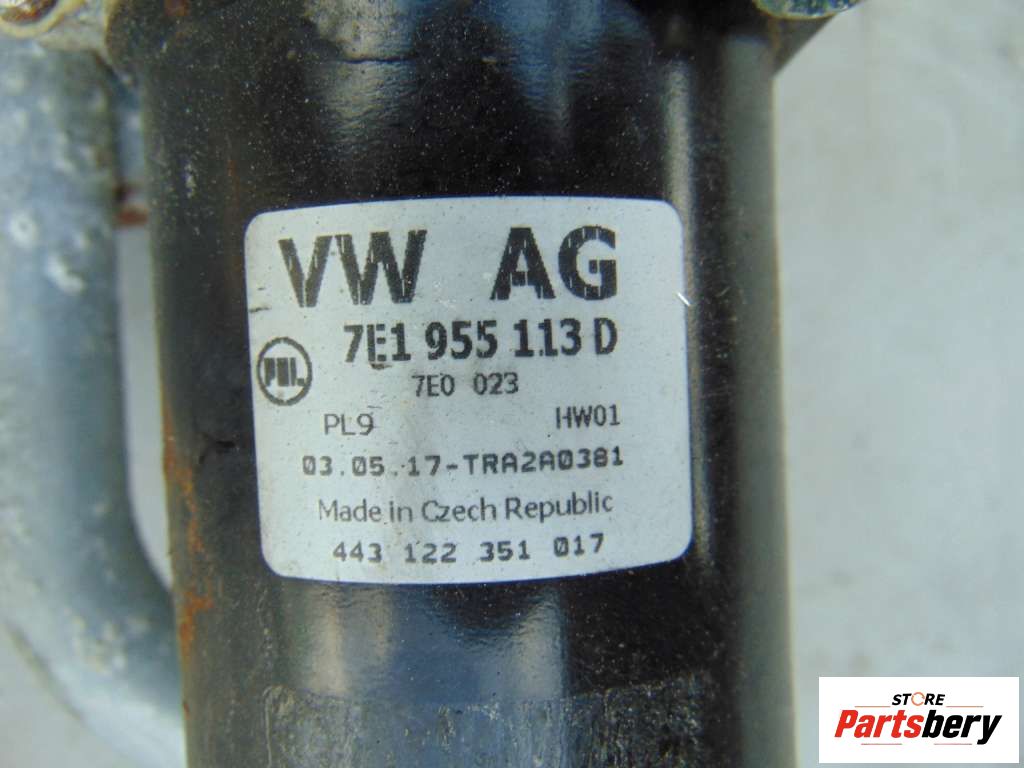 VW AG
7E1 955 113 D
PAL
7E0 023
PL9 HW01
03.05.17-TRA2A0381
Made in Czech Republic
443 122 351 017
STORE
Partsbery